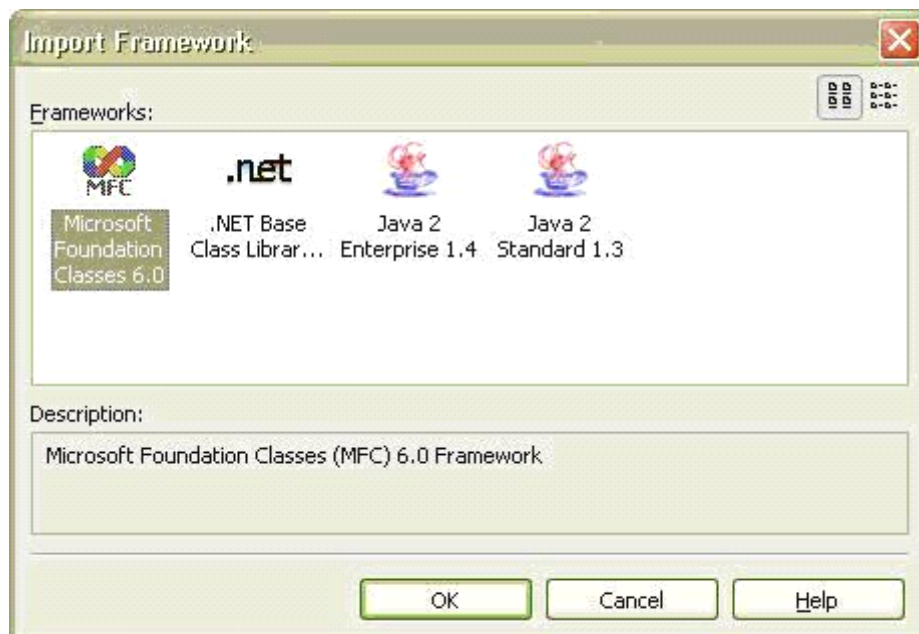 Import Framework
Frameworks:
MFC
.net
Microsoft Foundation Classes 6.0
.NET Base Class Librar...
Java 2 Enterprise 1.4
Java 2 Standard 1.3
Description:
Microsoft Foundation Classes (MFC) 6.0 Framework
OK
Cancel
Help